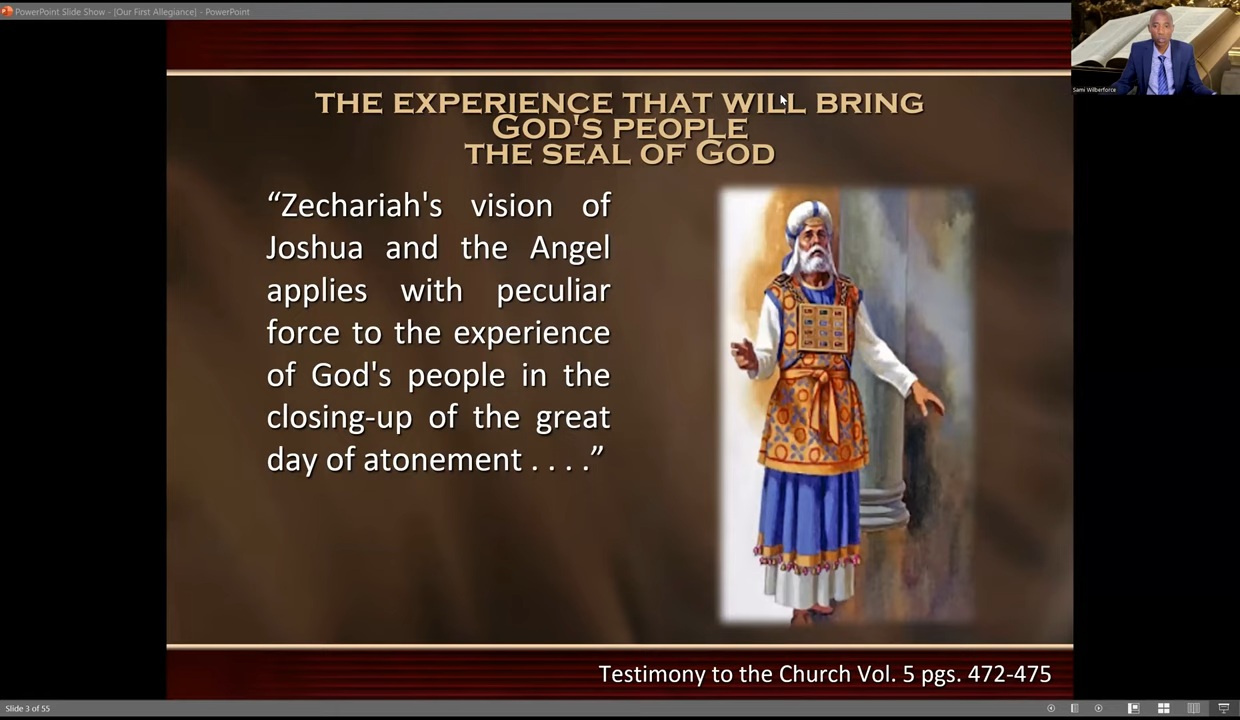 PowerPoint Slide Show - [Our First Allegiance] - PowerPoint
Sami Wilberforce
THE EXPERIENCE THAT WILL BRING
GOD'S PEOPLE
THE SEAL OF GOD
“Zechariah's vision of
Joshua and the Angel
applies with peculiar
force to the experience
of God's people in the
closing-up of the great
day of atonement . . . .”
Testimony to the Church Vol. 5 pgs. 472-475
Slide 3 of 55